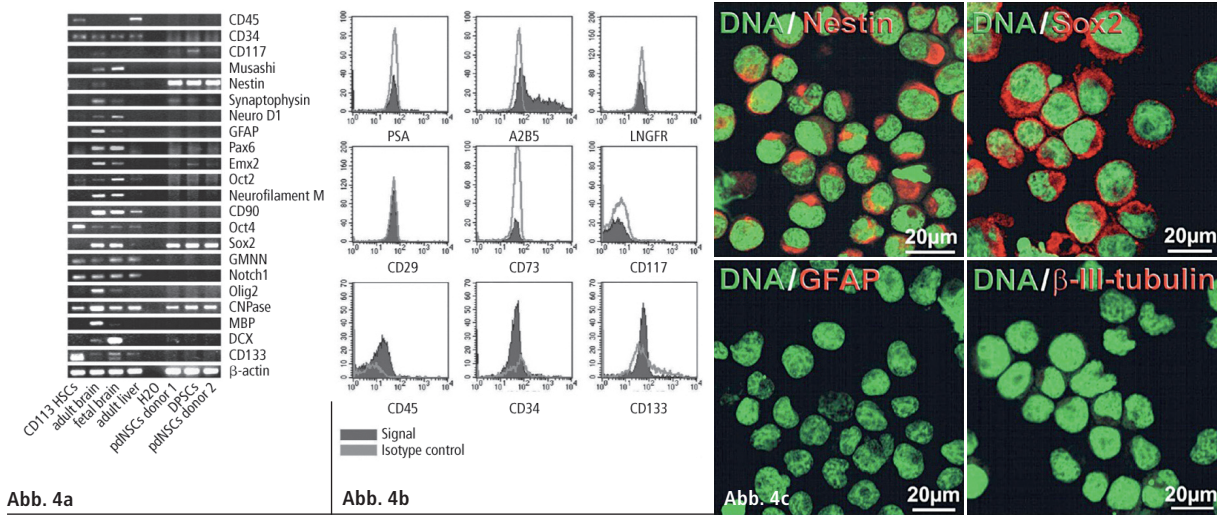 CD45
CD34
CD117
Musashi
Nestin
Synaptophysin
Neuro D1
GFAP
Pax6
Emx2
Oct2
Neurofilament M
CD90
Oct4
Sox2
GMNN
Notch1
Olig2
CNPase
MBP
DCX
CD133
β-actin
CD113 HSCs
adult brain
fetal brain
adult liver
H2O
pdNSCs donor 1
DPSCs
pdNSCs donor 2
Abb. 4a
PSA
A2B5
LNGFR
CD29
CD73
CD117
CD45
CD34
CD133
Signal
Isotype control
Abb. 4b
DNA/Nestin
20µm
DNA/Sox2
20µm
DNA/GFAP
Abb. 4c
20µm
DNA/β-III-tubulin
20µm